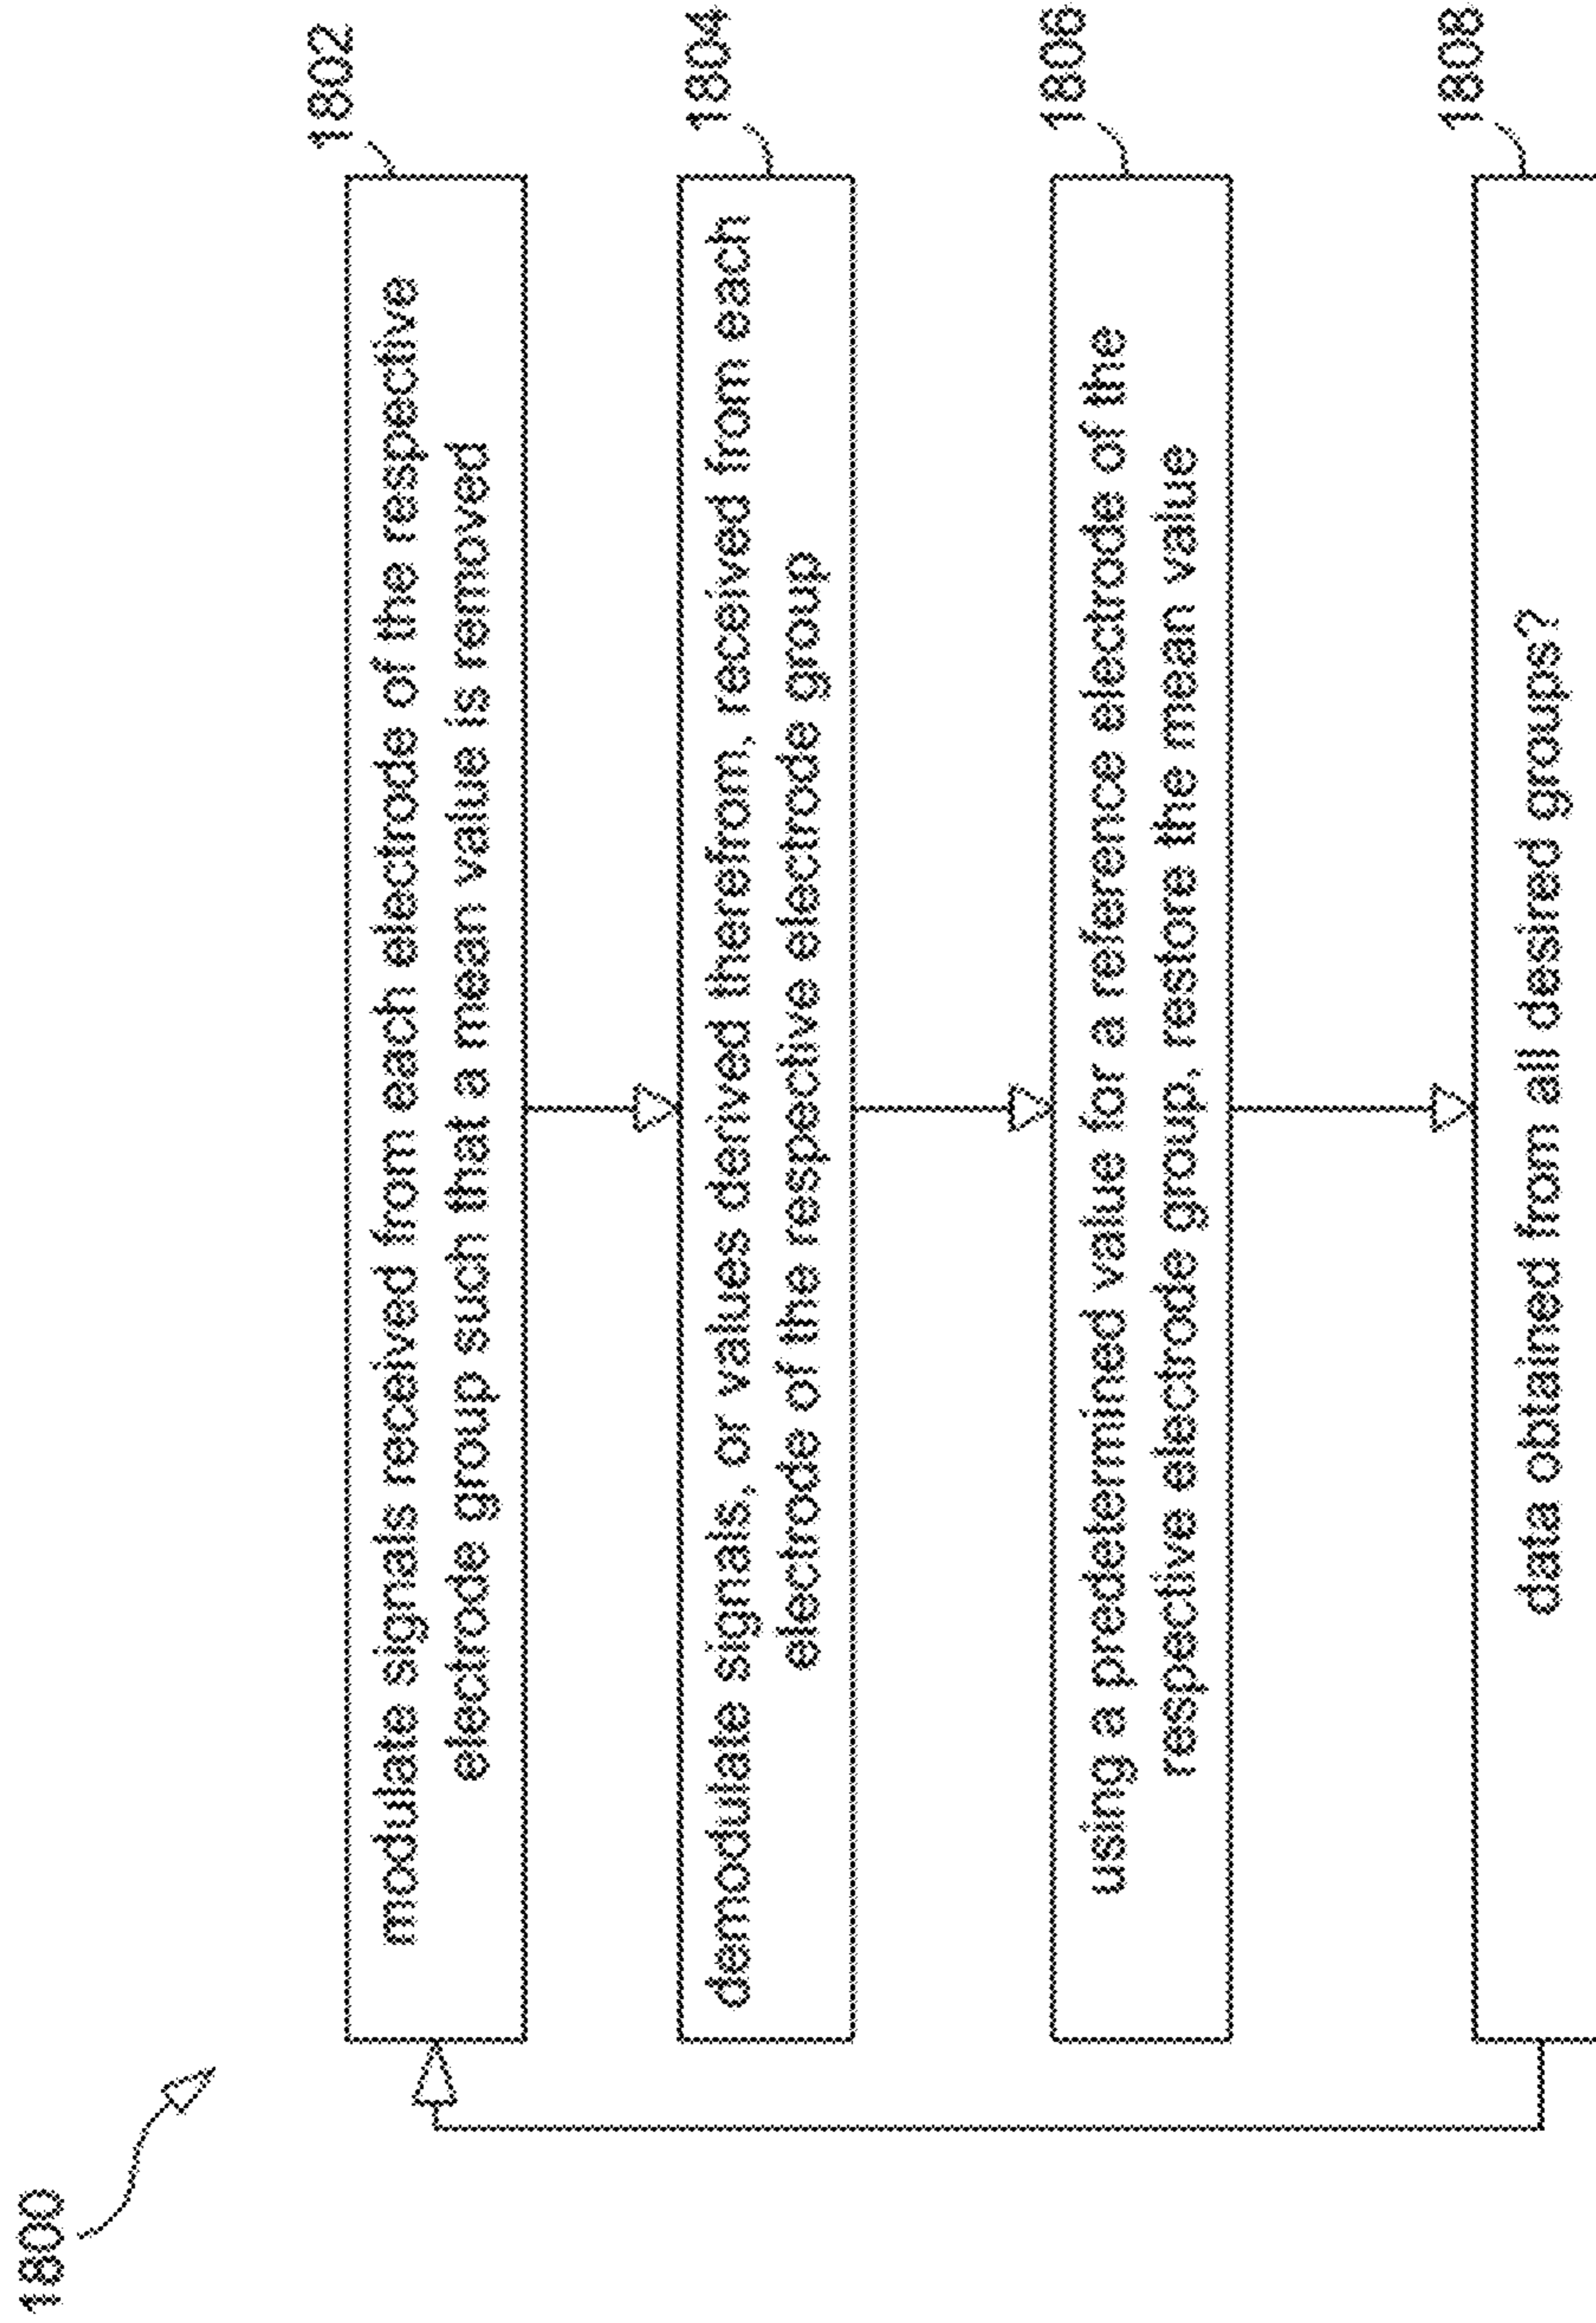 1800
1802
modulate signals received from each electrode of the respective
electrode group such that a mean value is removed
1804
demodulate signals, or values derived therefrom, received from each
electrode of the respective electrode group
1806
using a predetermined value for a reference electrode of the
respective electrode group, restore the mean value
1808
data obtained from all desired groups?